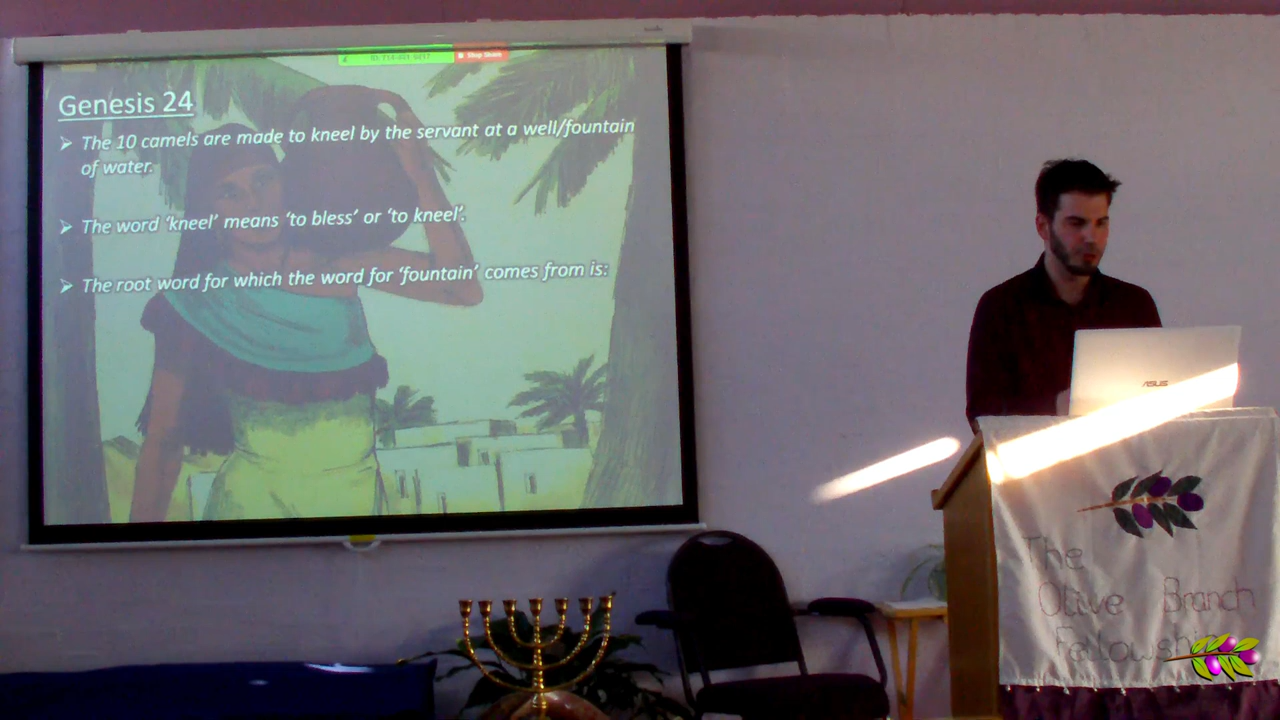 Stop Share
Genesis 24
➢ The 10 camels are made to kneel by the servant at a well/fountain
of water.
➢ The word ‘kneel’ means ‘to bless’ or ‘to kneel’.
➢ The root word for which the word for ‘fountain’ comes from is:
ASUS
The
Olive Branch
Fellowship